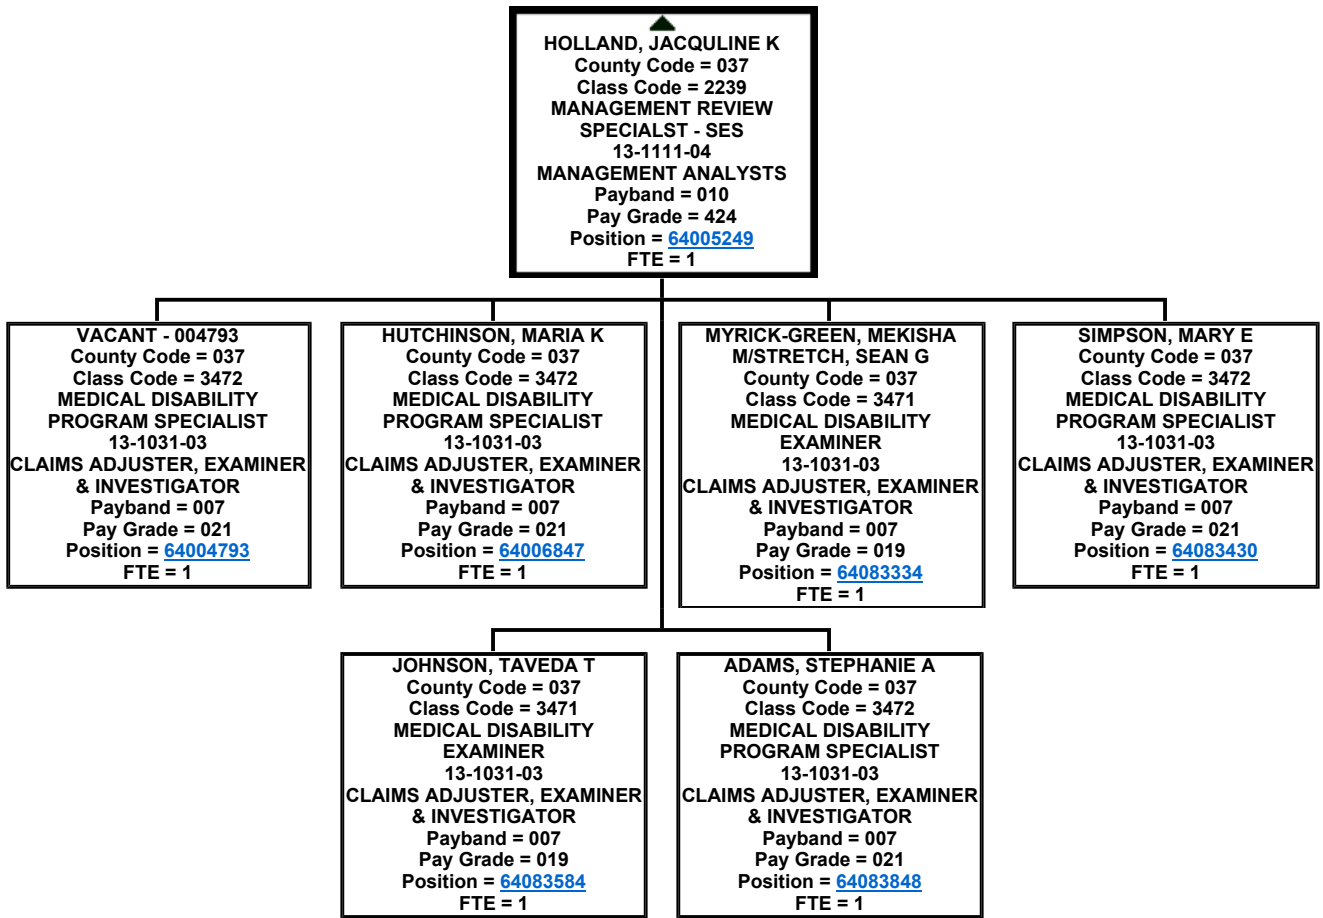 HOLLAND, JACQULINE K
County Code = 037
Class Code = 2239
MANAGEMENT REVIEW
SPECIALST - SES
13-1111-04
MANAGEMENT ANALYSTS
Payband = 010
Pay Grade = 424
Position = 64005249
FTE = 1
VACANT - 004793
County Code = 037
Class Code = 3472
MEDICAL DISABILITY
PROGRAM SPECIALIST
13-1031-03
CLAIMS ADJUSTER, EXAMINER
& INVESTIGATOR
Payband = 007
Pay Grade = 021
Position = 64004793
FTE = 1
HUTCHINSON, MARIA K
County Code = 037
Class Code = 3472
MEDICAL DISABILITY
PROGRAM SPECIALIST
13-1031-03
CLAIMS ADJUSTER, EXAMINER
& INVESTIGATOR
Payband = 007
Pay Grade = 021
Position = 64006847
FTE = 1
MYRICK-GREEN, MEKISHA
M/STRETCH, SEAN G
County Code = 037
Class Code = 3471
MEDICAL DISABILITY
EXAMINER
13-1031-03
CLAIMS ADJUSTER, EXAMINER
& INVESTIGATOR
Payband = 007
Pay Grade = 019
Position = 64083334
FTE = 1
SIMPSON, MARY E
County Code = 037
Class Code = 3472
MEDICAL DISABILITY
PROGRAM SPECIALIST
13-1031-03
CLAIMS ADJUSTER, EXAMINER
& INVESTIGATOR
Payband = 007
Pay Grade = 021
Position = 64083430
FTE = 1
JOHNSON, TAVEDA T
County Code = 037
Class Code = 3471
MEDICAL DISABILITY
EXAMINER
13-1031-03
CLAIMS ADJUSTER, EXAMINER
& INVESTIGATOR
Payband = 007
Pay Grade = 019
Position = 64083584
FTE = 1
ADAMS, STEPHANIE A
County Code = 037
Class Code = 3472
MEDICAL DISABILITY
PROGRAM SPECIALIST
13-1031-03
CLAIMS ADJUSTER, EXAMINER
& INVESTIGATOR
Payband = 007
Pay Grade = 021
Position = 64083848
FTE = 1